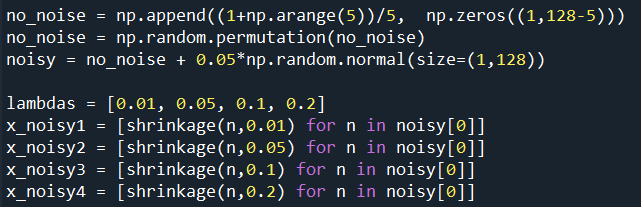 no_noise = np.append((1+np.arange(5))/5,  np.zeros((1,128-5)))
no_noise = np.random.permutation(no_noise)
noisy = no_noise + 0.05*np.random.normal(size=(1,128))
lambdas = [0.01, 0.05, 0.1, 0.2]
x_noisy1 = [shrinkage(n,0.01) for n in noisy[0]]
x_noisy2 = [shrinkage(n,0.05) for n in noisy[0]]
x_noisy3 = [shrinkage(n,0.1) for n in noisy[0]]
x_noisy4 = [shrinkage(n,0.2) for n in noisy[0]]